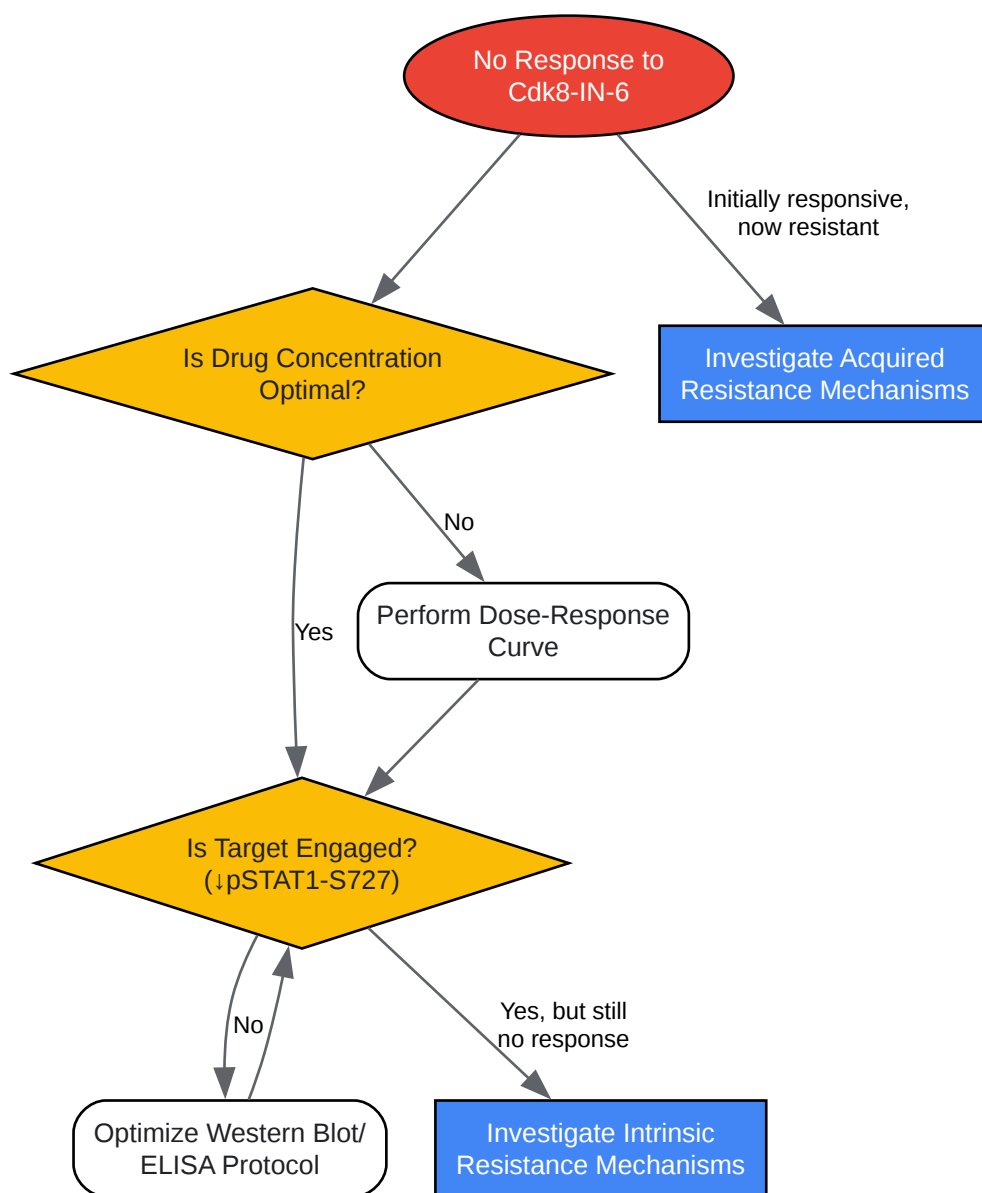 No Response to
Cdk8-IN-6
Initially responsive,
now resistant
Is Drug Concentration
Optimal?
Investigate Acquired
Resistance Mechanisms
No
Yes
Perform Dose-Response
Curve
Is Target Engaged?
(↓pSTAT1-S727)
No
Yes, but still
no response
Optimize Western Blot/
ELISA Protocol
Investigate Intrinsic
Resistance Mechanisms